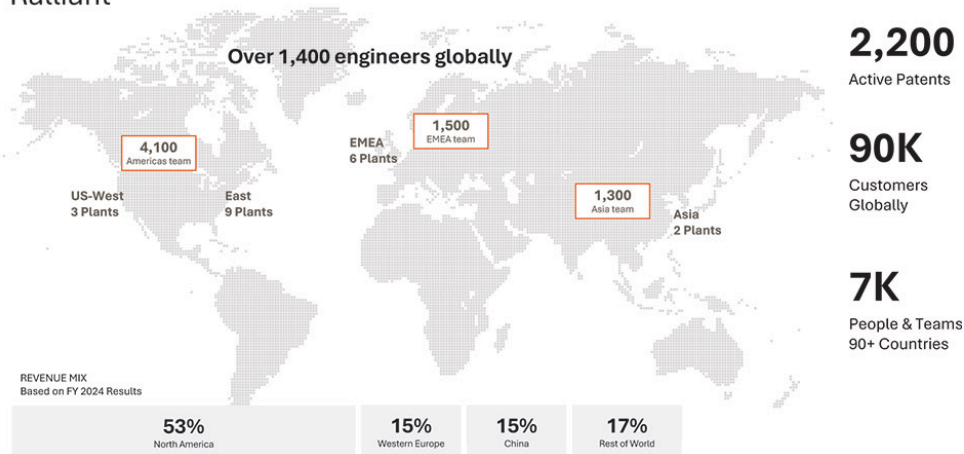 Ralliant
Over 1,400 engineers globally
4,100
Americas team
US-West
3 Plants
East
9 Plants
EMEA
6 Plants
1,500
EMEA team
1,300
Asia team
Asia
2 Plants
2,200
Active Patents
90K
Customers
Globally
7K
People & Teams
90+ Countries
REVENUE MIX
Based on FY 2024 Results
53%
North America
15%
Western Europe
15%
China
17%
Rest of World